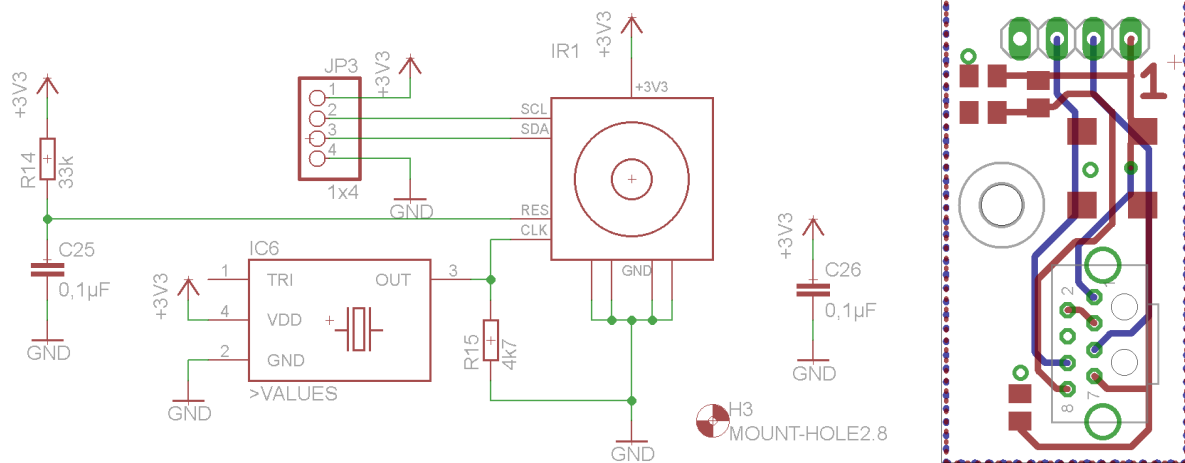 +3V3
R14
33k
C25
0,1µF
GND
JP3
1
2
3
4
1x4
+3V3
GND
IC6
1
TRI
OUT
3
4
VDD
2
GND
>VALUES
+3V3
GND
R15
4k7
IR1
+3V3
+3V3
SCL
SDA
RES
CLK
GND
GND
+3V3
C26
0,1µF
GND
H3
MOUNT-HOLE2.8
1
2
1
8
7